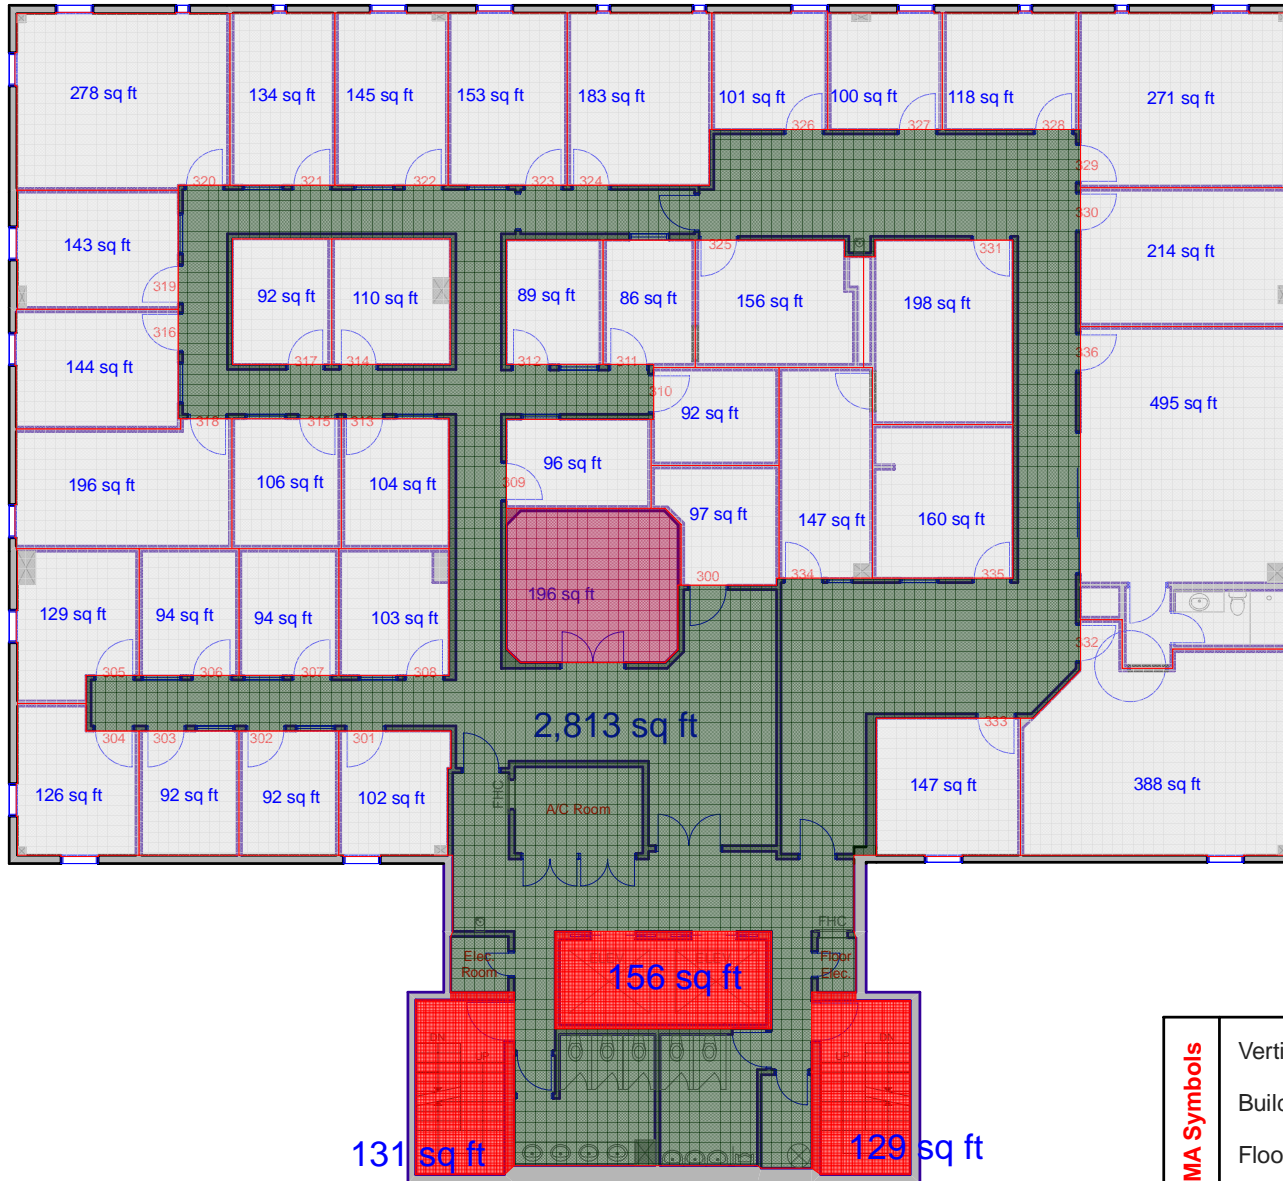 278 sq ft
134 sq ft
145 sq ft
153 sq ft
183 sq ft
101 sq ft
100 sq ft
118 sq ft
271 sq ft
326
327
328
329
320
321
322
323
324
330
143 sq ft
319
92 sq ft
110 sq ft
89 sq ft
86 sq ft
325
156 sq ft
331
198 sq ft
214 sq ft
316
144 sq ft
317
314
312
311
336
310
92 sq ft
495 sq ft
318
315
313
196 sq ft
106 sq ft
104 sq ft
96 sq ft
309
97 sq ft
147 sq ft
160 sq ft
300
334
335
129 sq ft
94 sq ft
94 sq ft
103 sq ft
196 sq ft
305
306
307
308
332
2,813 sq ft
304
303
302
301
333
126 sq ft
92 sq ft
92 sq ft
102 sq ft
FHC
A/C Room
147 sq ft
388 sq ft
FHC
Elec.
Room
156 sq ft
Floor
Elec.
DN
UP
UP
DN
131 sq ft
129 sq ft
MA Symbols
Verti
Build
Floo